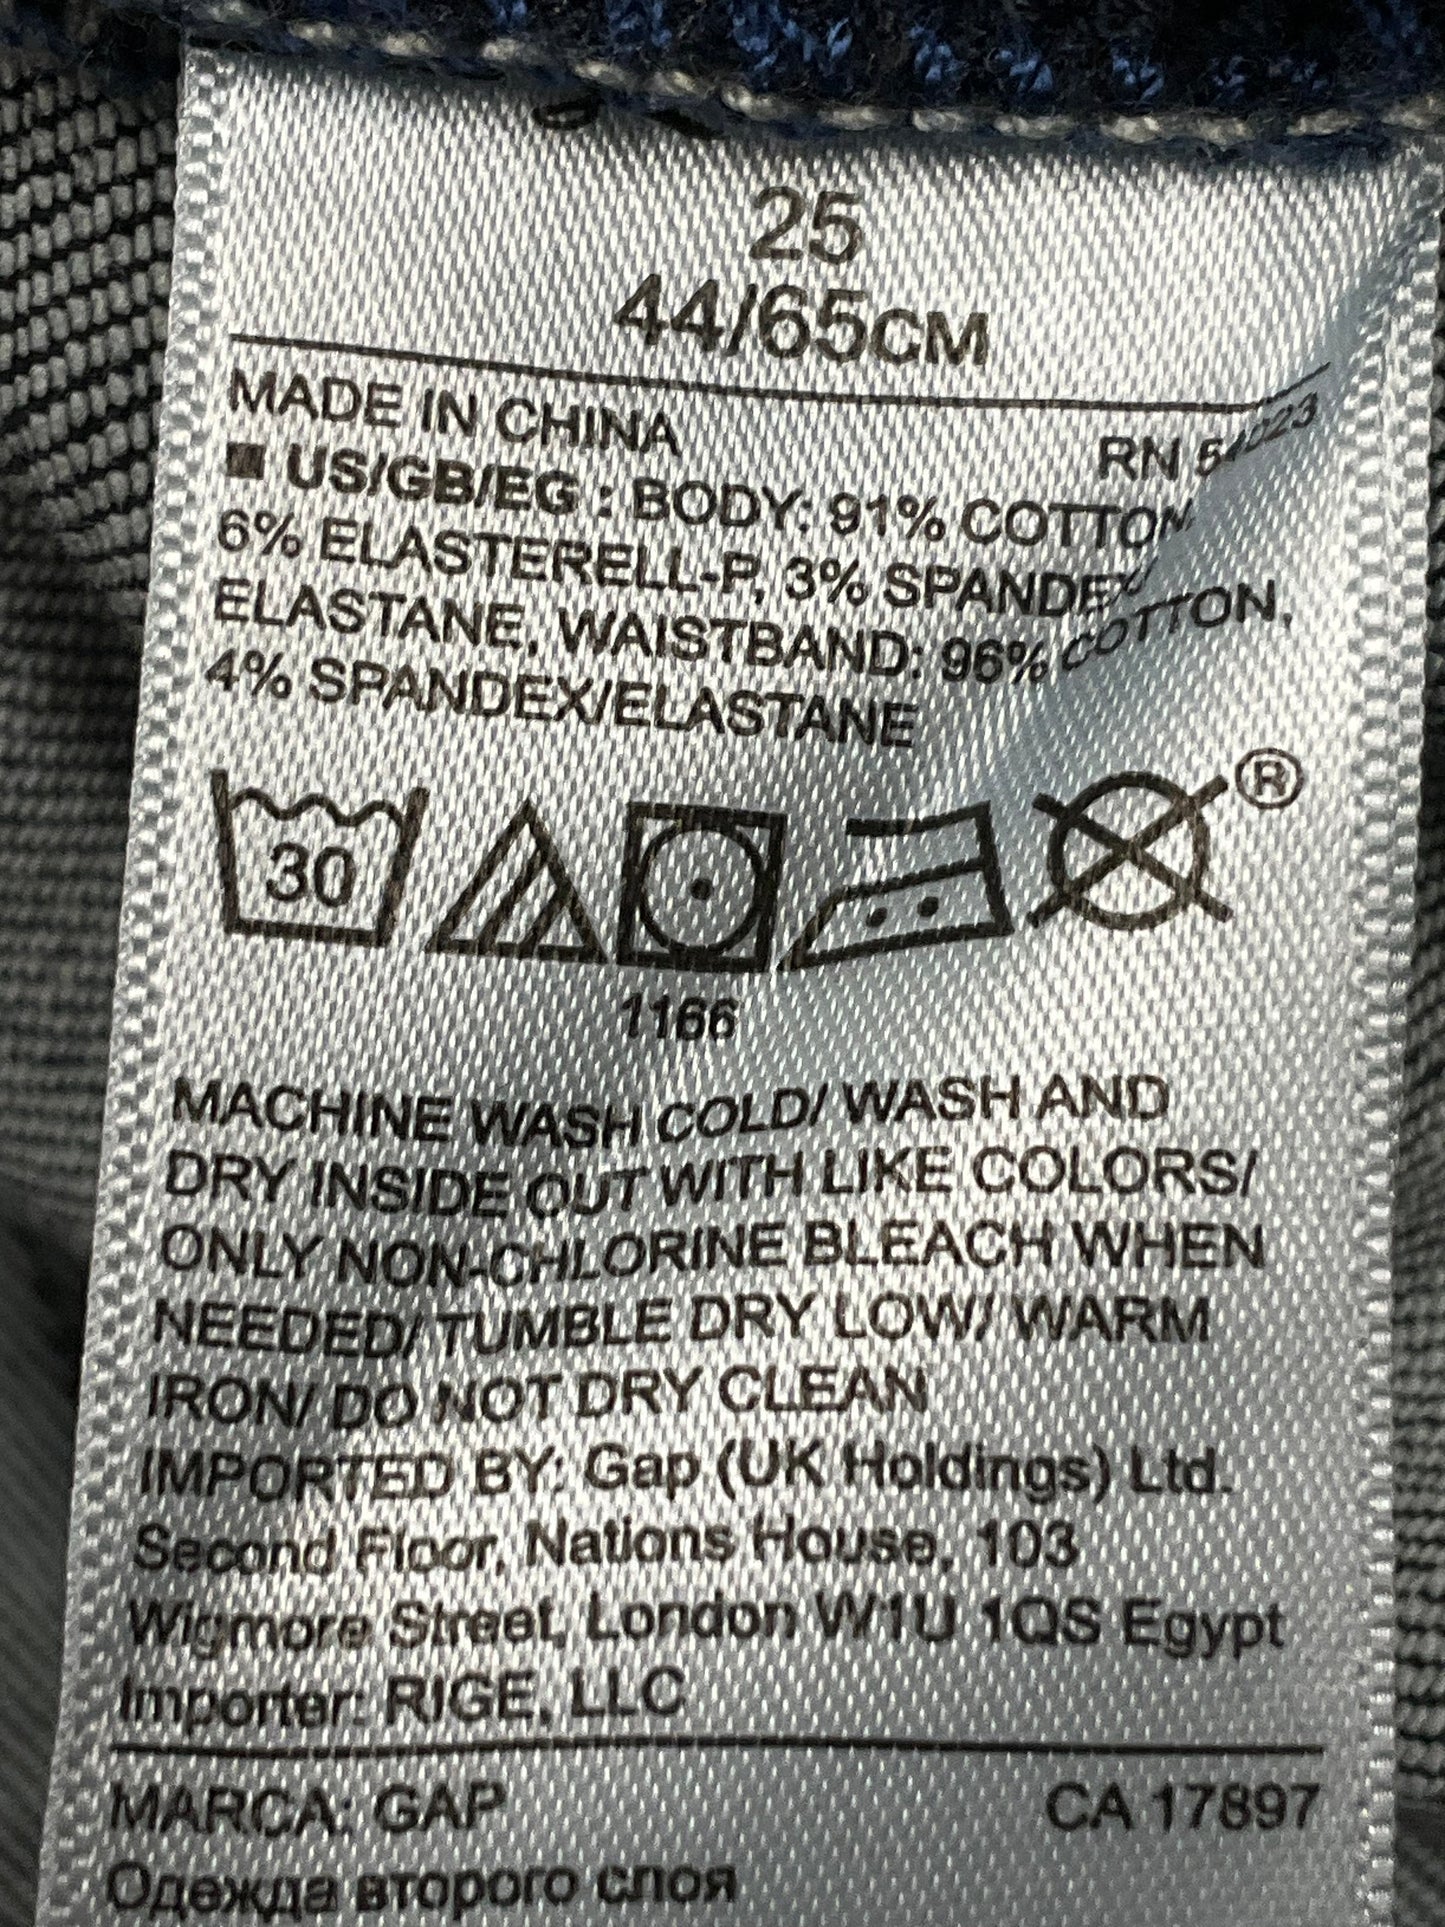 25
44/65CM
MADE IN CHINA
RN
US/GB/EG : BODY: 91% COTTON,
6% ELASTERELL-P, 3% SPANDEX/
ELASTANE, WAISTBAND: 96% COTTON,
4% SPANDEX/ELASTANE
®
30
1166
MACHINE WASH COLD/ WASH AND
DRY INSIDE OUT WITH LIKE COLORS/
ONLY NON-CHLORINE BLEACH WHEN
NEEDED/ TUMBLE DRY LOW/ WARM
IRON/ DO NOT DRY CLEAN
IMPORTED BY: Gap (UK Holdings) Ltd.
Second Floor, Nations House, 103
Wigmore Street, London W1U 1QS Egypt
Importer: RIGE, LLC
MARCA: GAP
CA 17897
Одежда второго слоя